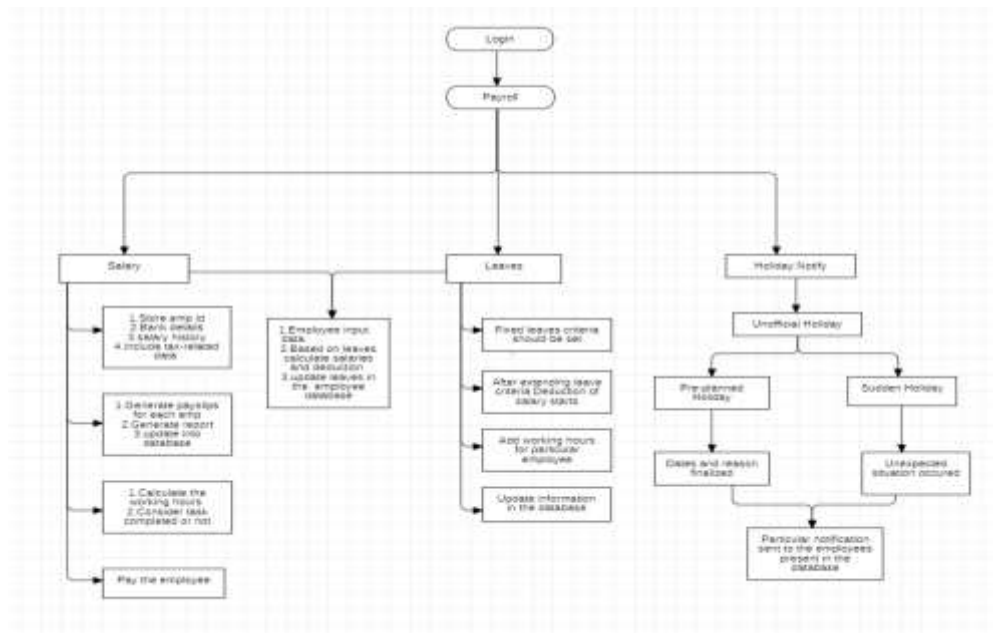 Login
Payroll
Salary
Leaves
Holiday Notify
1.Store emp id
2.Bank details
3.salary history
4.Include tax-related
data
1.Employee input
data
2.Based on leaves
calculate salaries
and deduction
3.update leaves in
the employee
database
Fixed leaves criteria
should be set
Unofficial Holiday
After extending leave
criteria Deduction of
salary starts
Pre-planned
Holiday
Sudden Holiday
1.Generate payslips
for each emp
2.Generate report
3.update into
database
Add working hours
for particular
employee
Dates and reason
finalized
Unexpected
situation occured
1.Calculate the
working hours
2.Consider task
completed or not
Update information
in the database
Particular notification
sent to the employees
present in the
database
Pay the employee